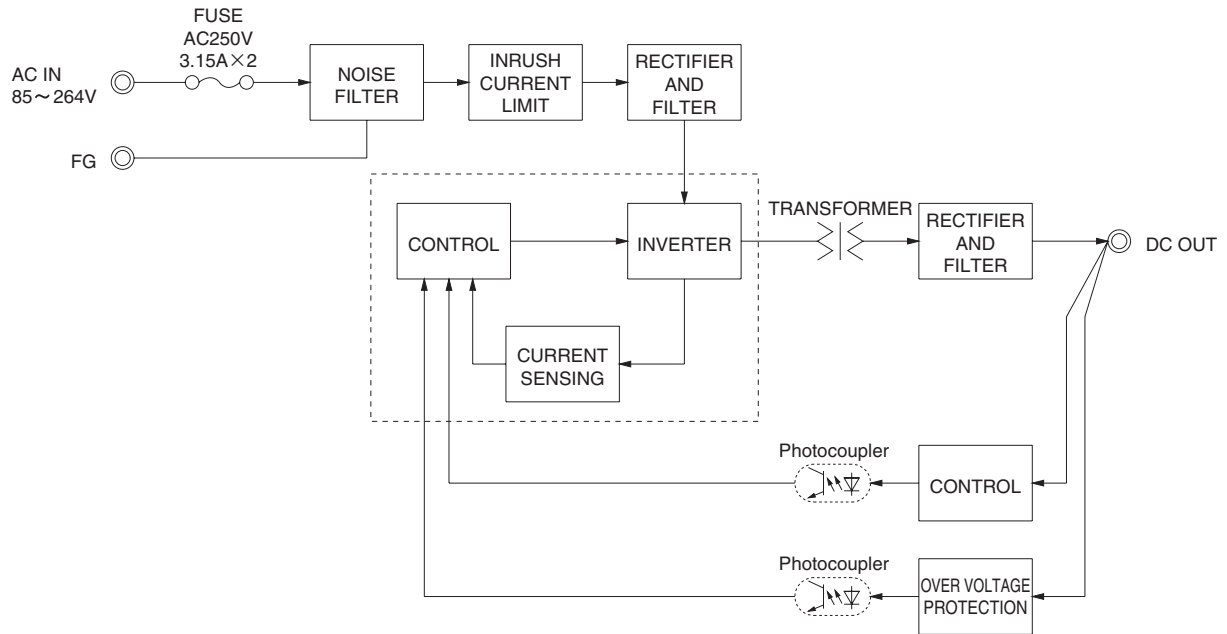 FUSE
AC250V
3.15A×2
AC IN
85～264V
NOISE
FILTER
INRUSH
CURRENT
LIMIT
RECTIFIER
AND
FILTER
FG
CONTROL
INVERTER
TRANSFORMER
RECTIFIER
AND
FILTER
DC OUT
CURRENT
SENSING
Photocoupler
CONTROL
Photocoupler
OVER VOLTAGE
PROTECTION